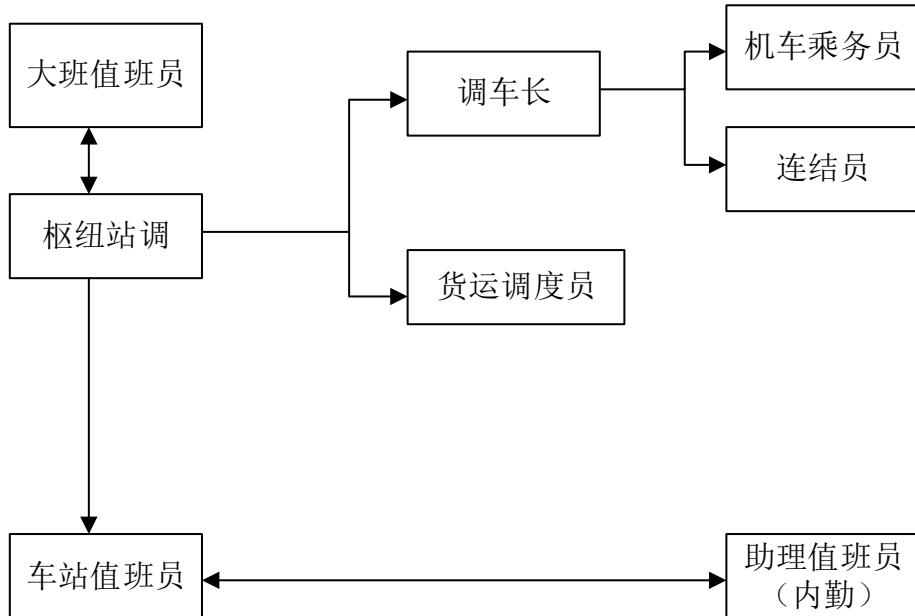 大班值班员
枢纽站调
车站值班员
调车长
货运调度员
机车乘务员
连结员
助理值班员
（内勤）